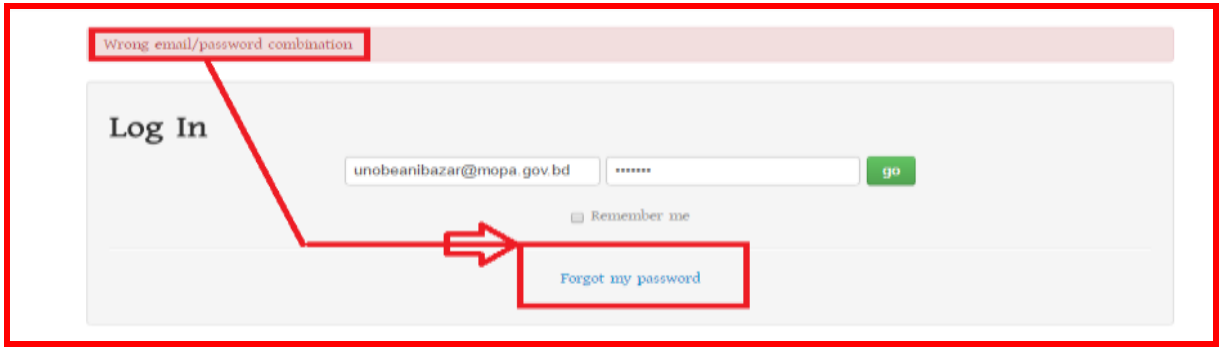 Wrong email/password combination
Log In
unobeanibazar@mopa.gov.bd ······· go
Remember me
Forgot my password